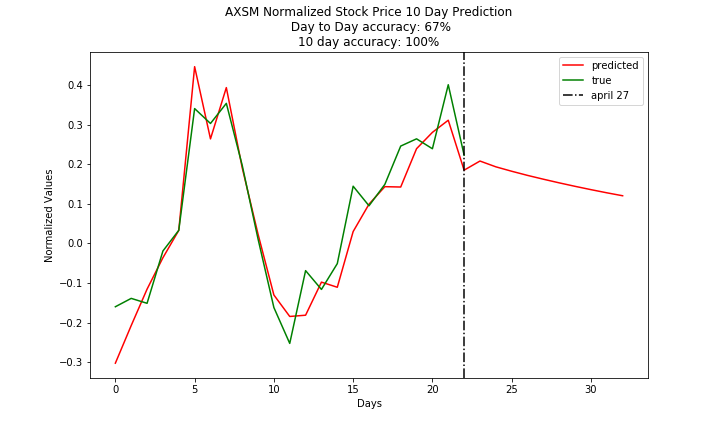 AXSM Normalized Stock Price 10 Day Prediction
Day to Day accuracy: 67%
10 day accuracy: 100%
predicted
true
april 27
Normalized Values
0.4
0.3
0.2
0.1
0.0
−0.1
−0.2
−0.3
0 5 10 15 20 25 30
Days